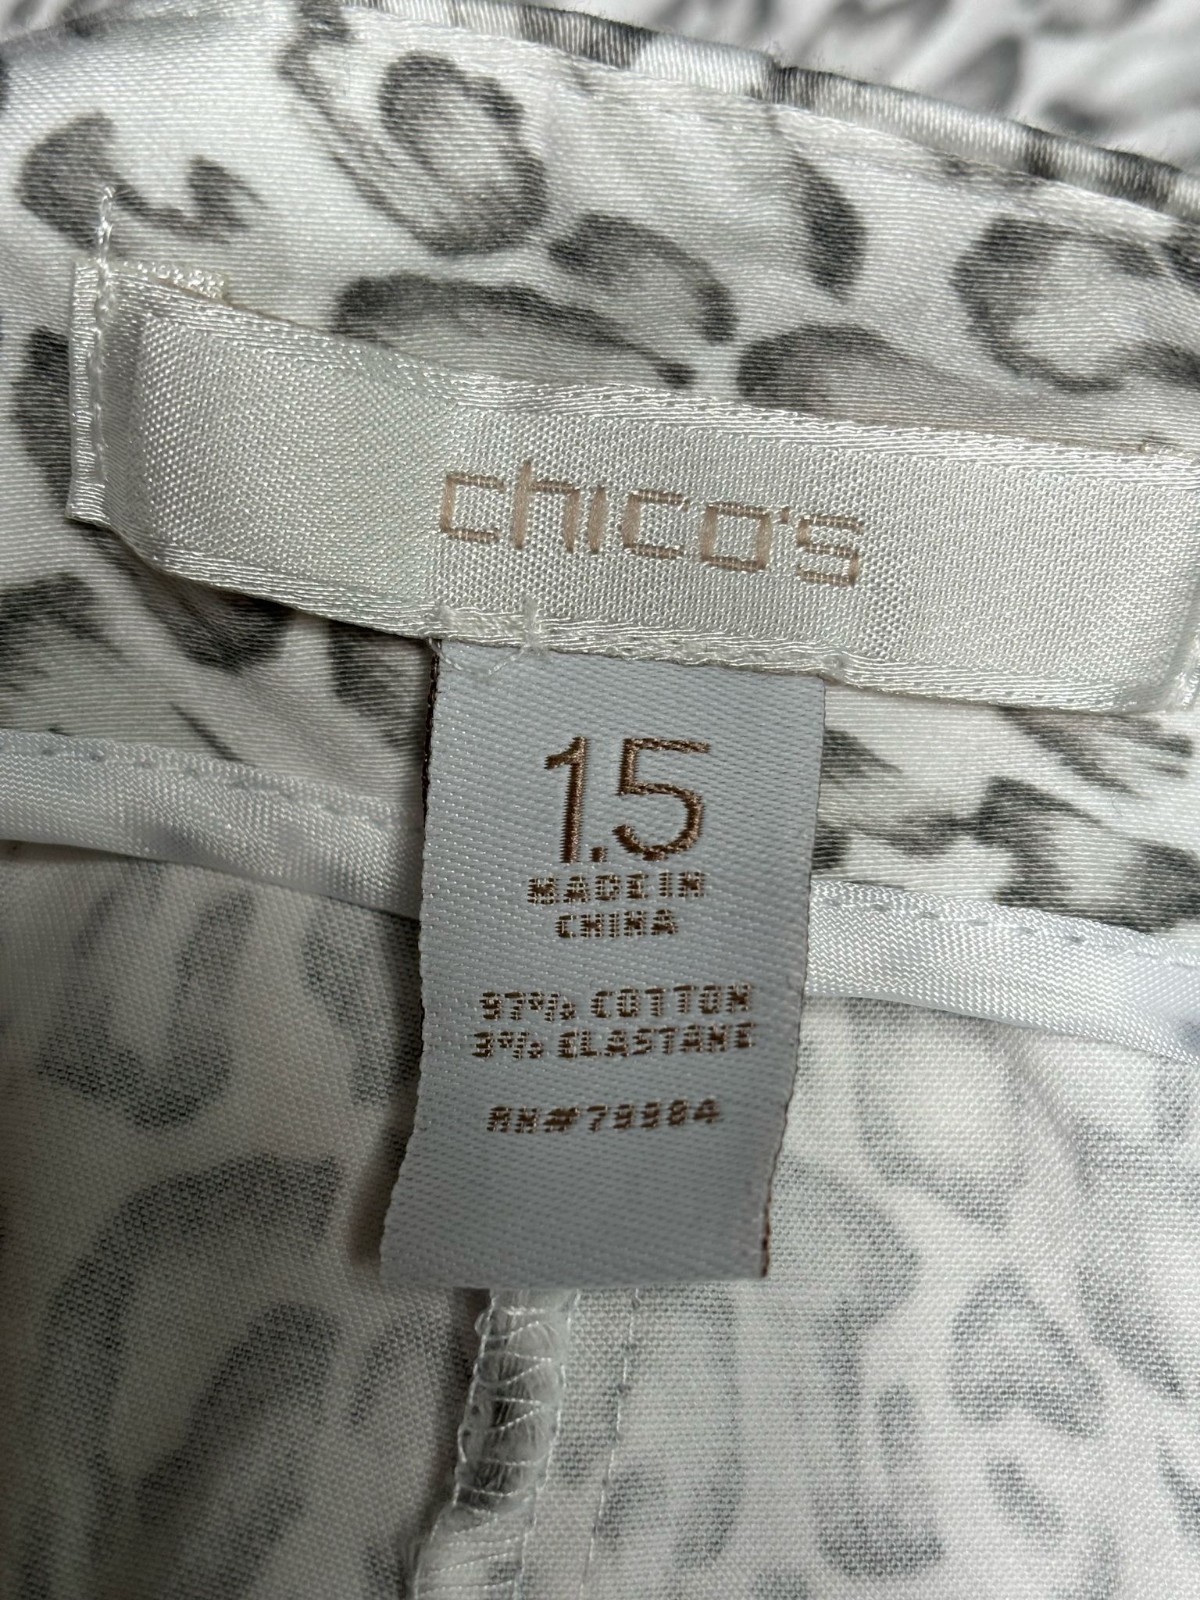 chico's
1.5
MADE IN
CHINA
97% COTTON
3% ELASTANE
RN#79984